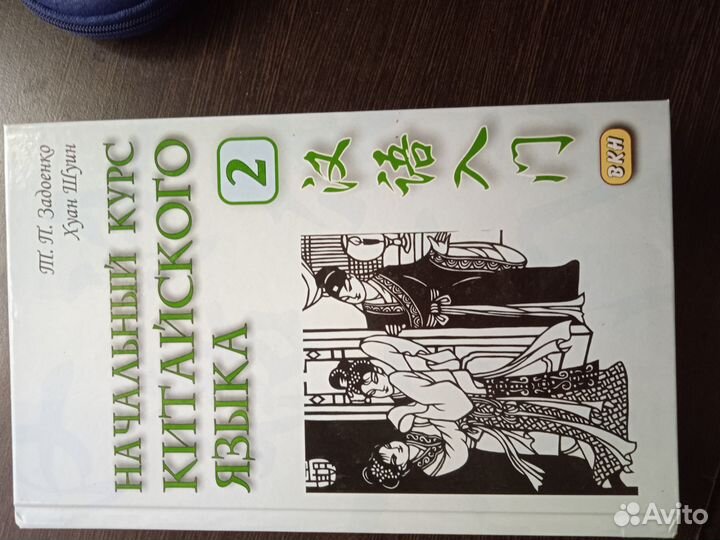 Т. П. Задоенко
Хуан Шуин
НАЧАЛЬНЫЙ КУРС
КИТАЙСКОГО
ЯЗЫКА
2
汉语入门
ВКН
Avito